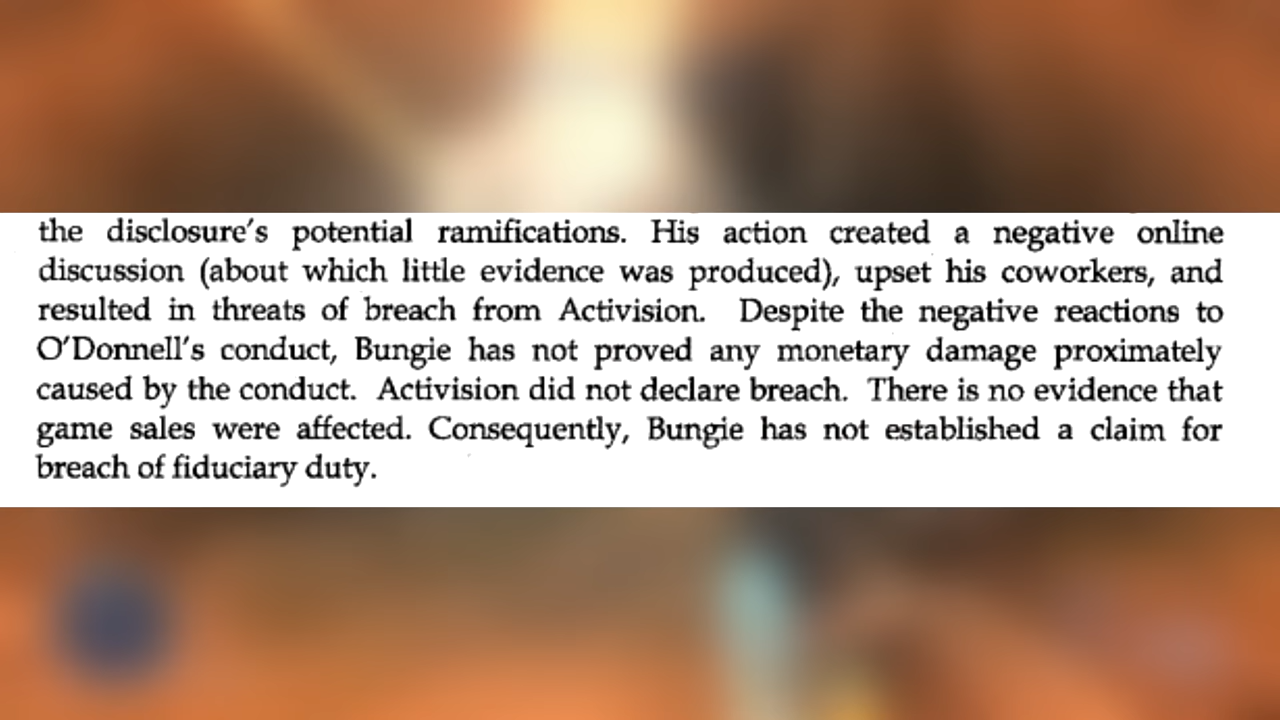 the disclosure's potential ramifications. His action created a negative online
discussion (about which little evidence was produced), upset his coworkers, and
resulted in threats of breach from Activision. Despite the negative reactions to
O'Donnell's conduct, Bungie has not proved any monetary damage proximately
caused by the conduct. Activision did not declare breach. There is no evidence that
game sales were affected. Consequently, Bungie has not established a claim for
breach of fiduciary duty.